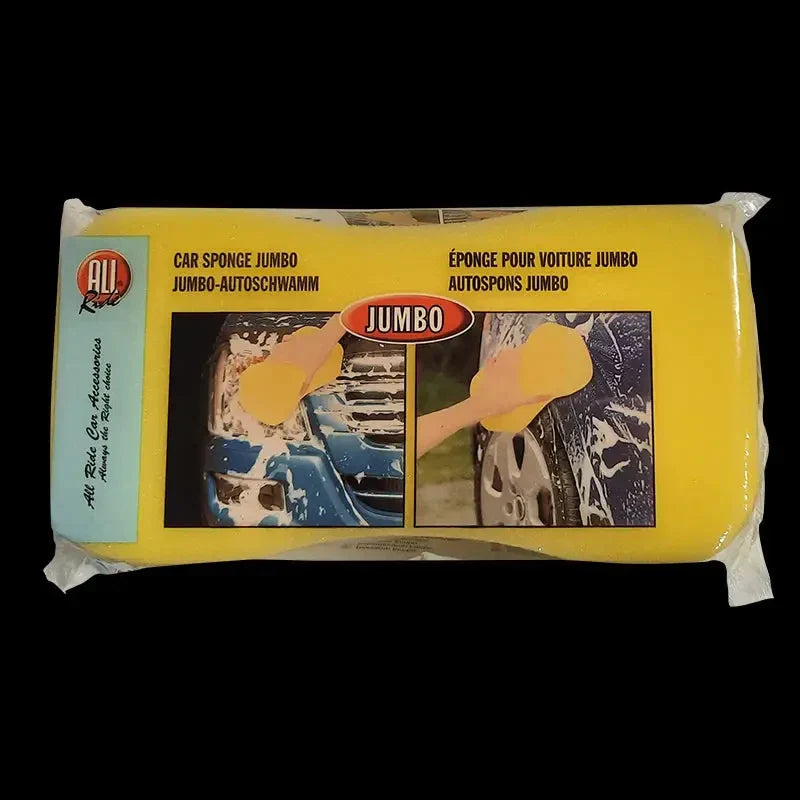 ALL
Ride
All Ride Car Accessories
Always the Right choice
CAR SPONGE JUMBO
JUMBO-AUTOSCHWAMM
ÉPONGE POUR VOITURE JUMBO
AUTOSPONS JUMBO
JUMBO